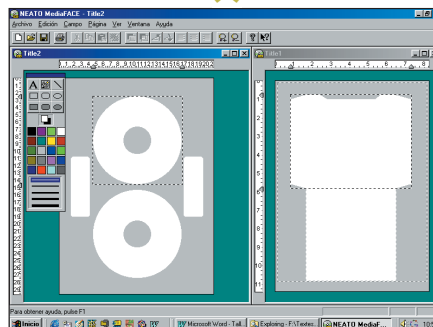 NEATO MediaFACE - Title2
Archivo Edición Campo Página Ver Ventana Ayuda
Title2
Title1
Para obtener ayuda, pulse F1
Inicio
Microsoft Word - Tall...
Exploring - F:\Textes...
NEATO MediaF...